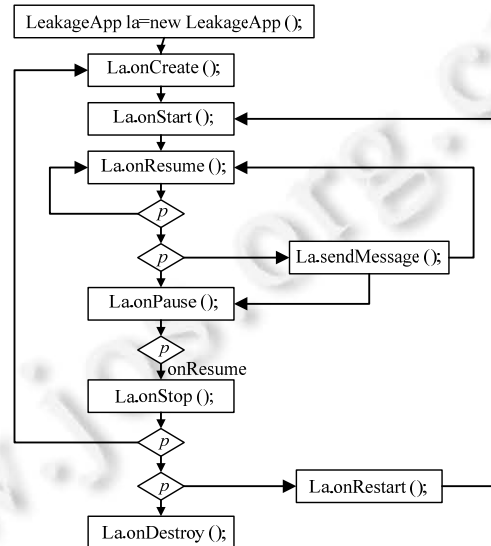 LeakageApp la=new LeakageApp ();
La.onCreate ();
La.onStart ();
La.onResume ();
p
p
La.sendMessage ();
La.onPause ();
p
onResume
La.onStop ();
p
p
La.onRestart ();
La.onDestroy ();